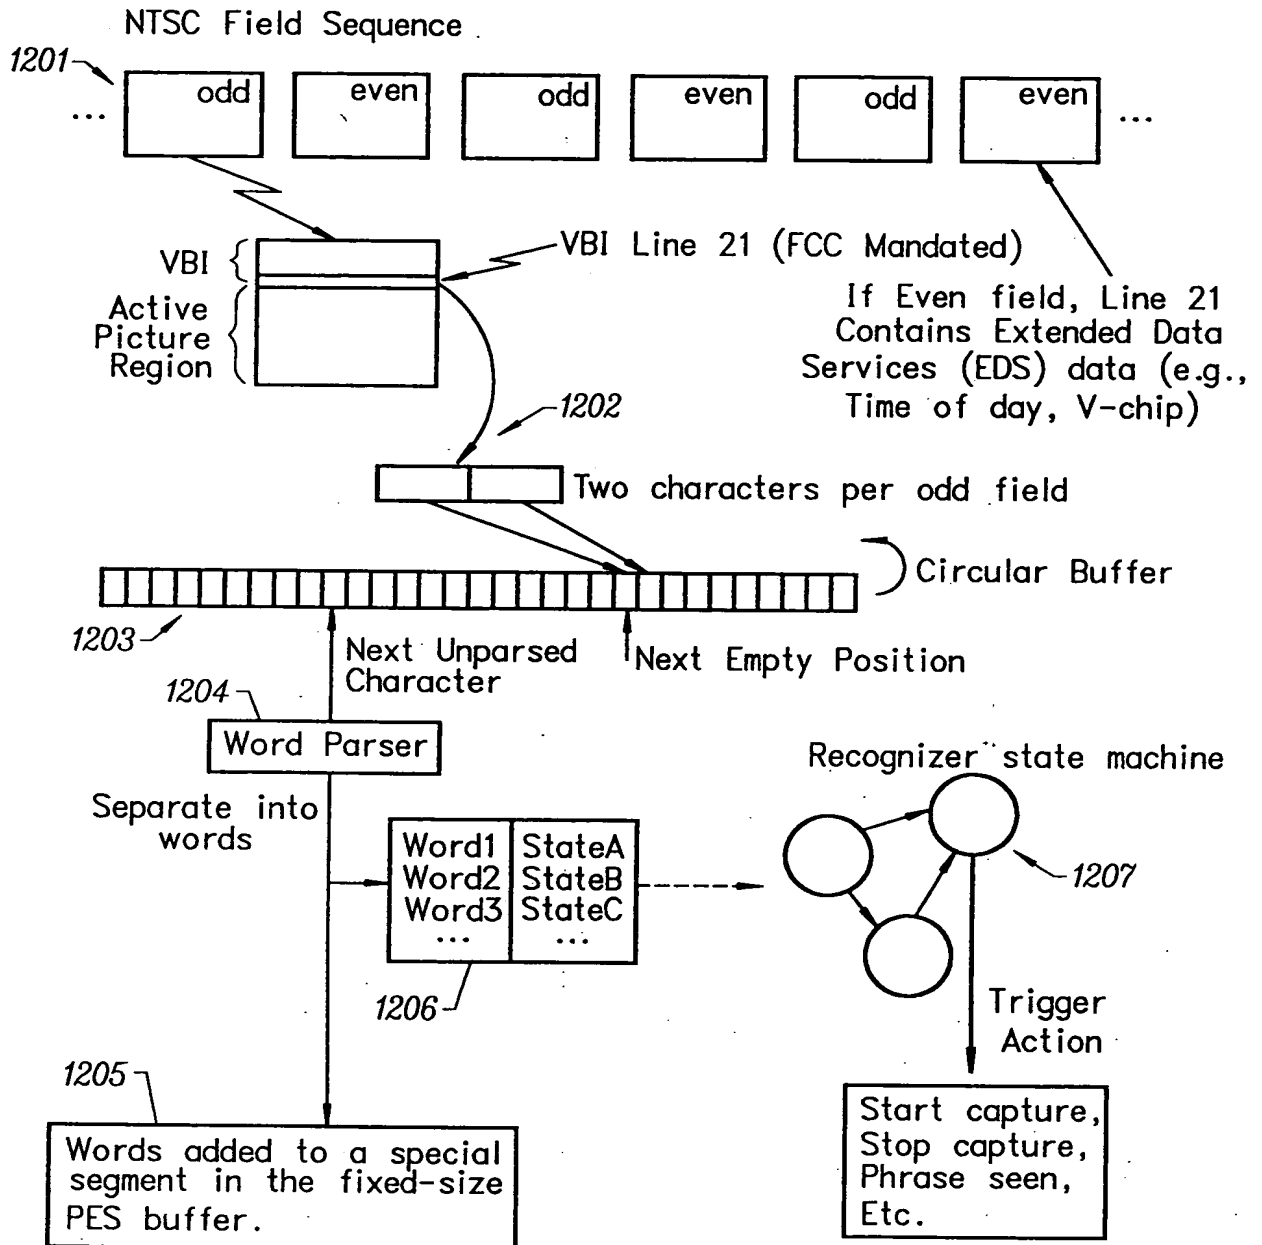 NTSC Field Sequence
1201
... odd even odd even odd even ...
VBI
VBI Line 21 (FCC Mandated)
Active
Picture
Region
If Even field, Line 21
Contains Extended Data
Services (EDS) data (e.g.,
Time of day, V-chip)
1202
Two characters per odd field
Circular Buffer
1203
Next Unparsed
Character
Next Empty Position
1204
Word Parser
Recognizer state machine
Separate into
words
Word1 StateA
Word2 StateB
Word3 StateC
... ...
1207
1206
Trigger
Action
1205
Words added to a special
segment in the fixed-size
PES buffer.
Start capture,
Stop capture,
Phrase seen,
Etc.